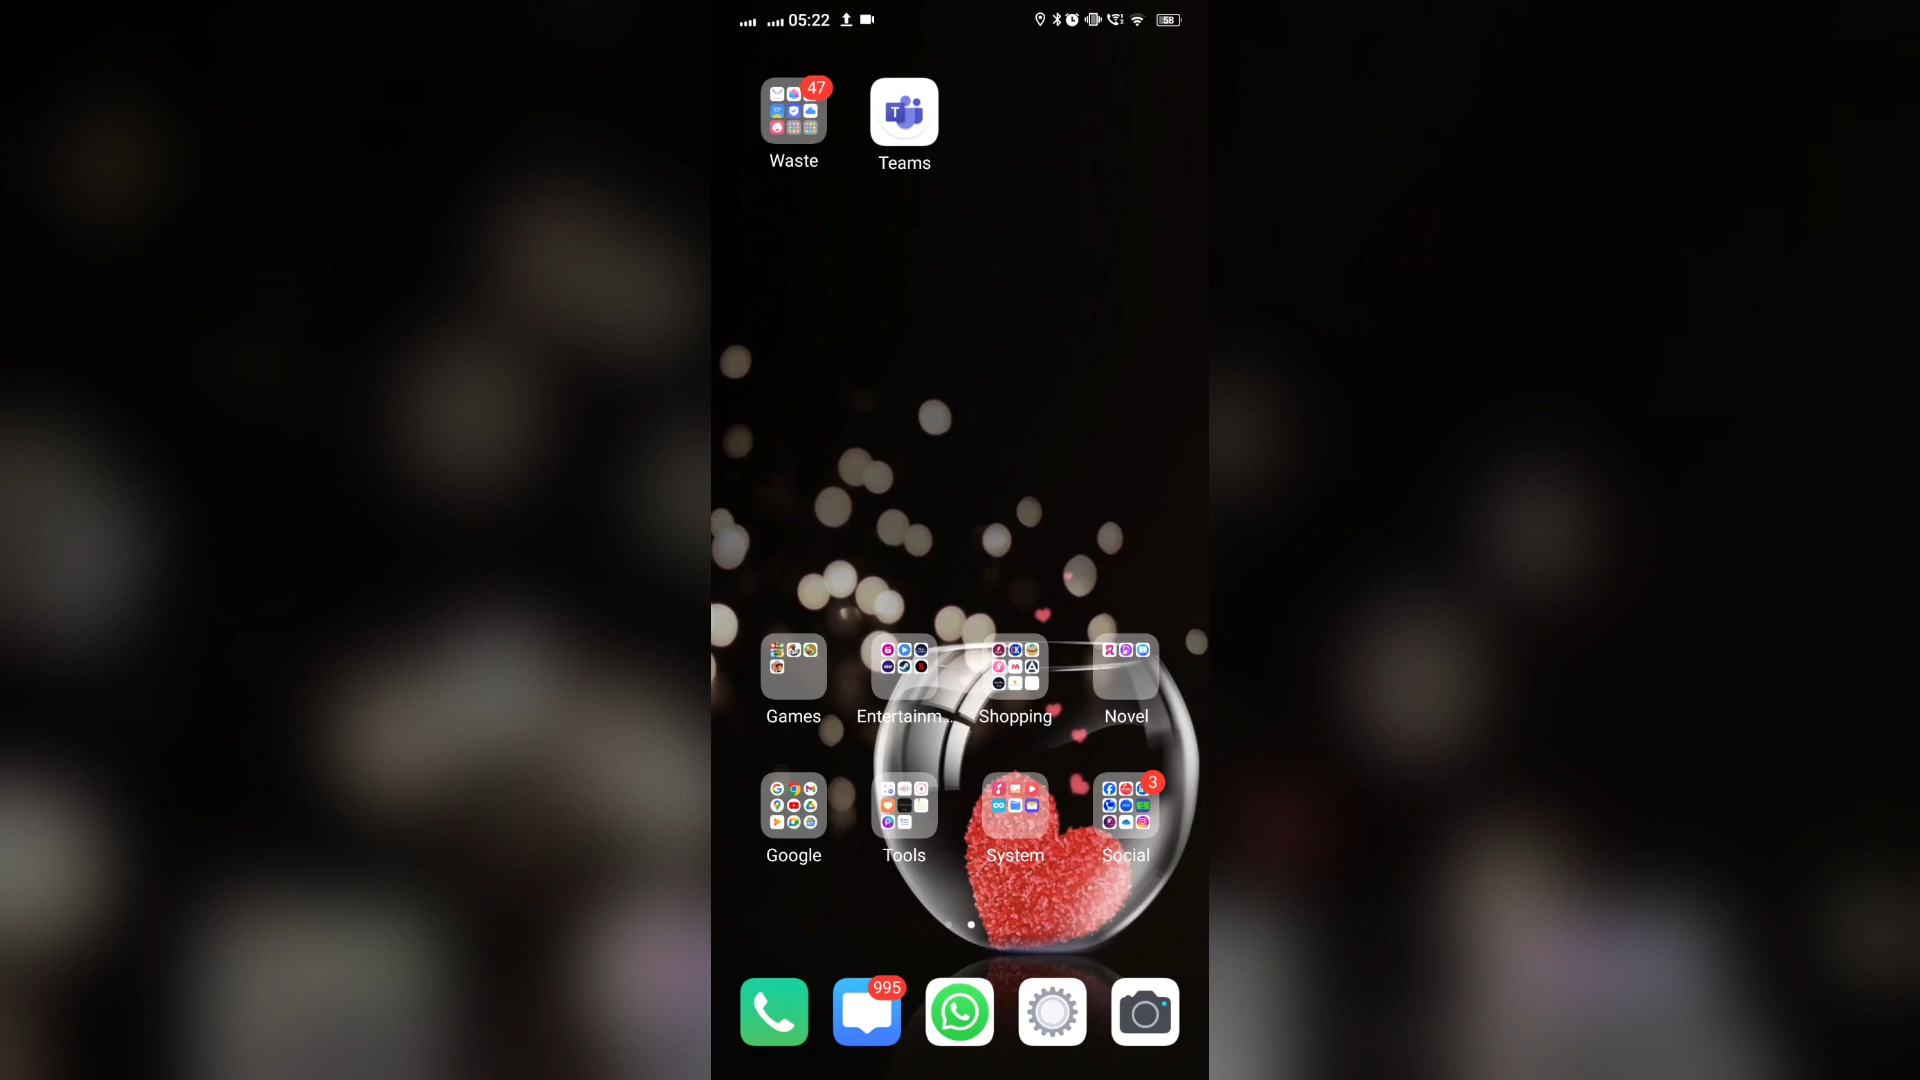 05:22
58
47
Waste
Teams
Games
Entertainm...
Shopping
Novel
3
Google
Tools
System
Social
995